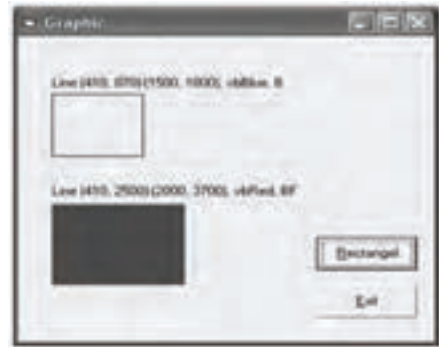 Graphic
Line (410, 870)-(1500, 1800), vbBlue, B
Line (410, 2500)-(2000, 3700), vbRed, BF
Rectangel
Exit